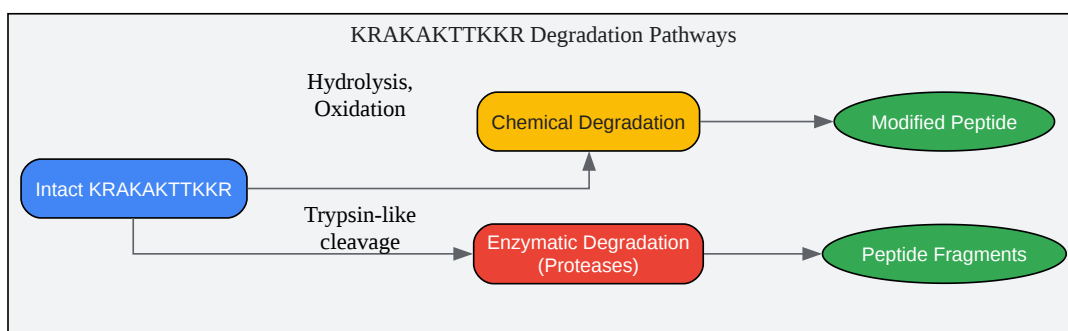 KRAKAKTTKKR Degradation Pathways
Hydrolysis,
Oxidation
Chemical Degradation
Modified Peptide
Intact KRAKAKTTKKR
Trypsin-like
cleavage
Enzymatic Degradation
(Proteases)
Peptide Fragments